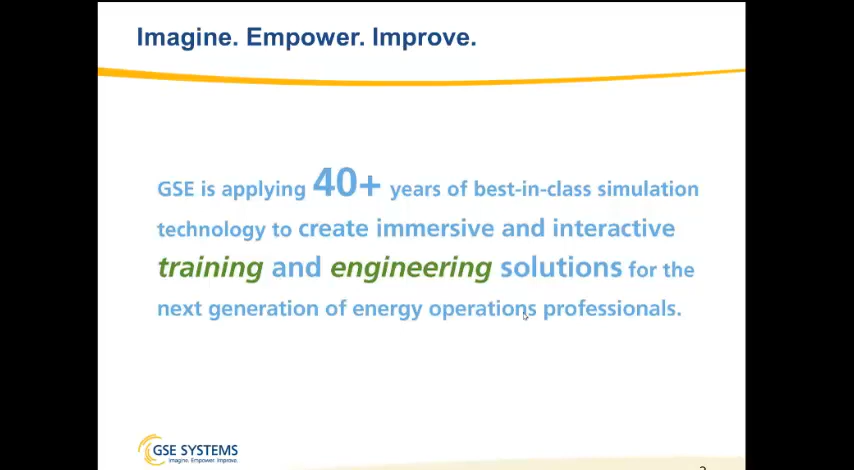 Imagine. Empower. Improve.
GSE is applying 40+ years of best-in-class simulation
technology to create immersive and interactive
training and engineering solutions for the
next generation of energy operations professionals.
GSE SYSTEMS
Imagine. Empower. Improve.